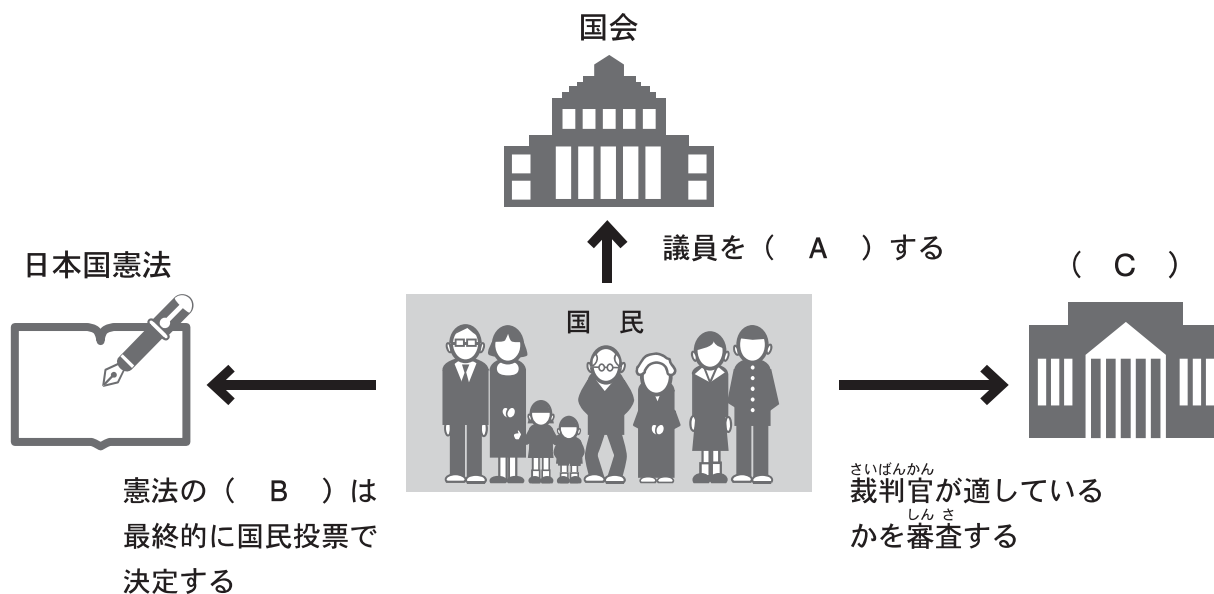 国会
議員を（　A　）する
日本国憲法
（　C　）
国　民
憲法の（　B　）は
最終的に国民投票で
決定する
さいばんかん
裁判官が適している
しん さ
かを審査する